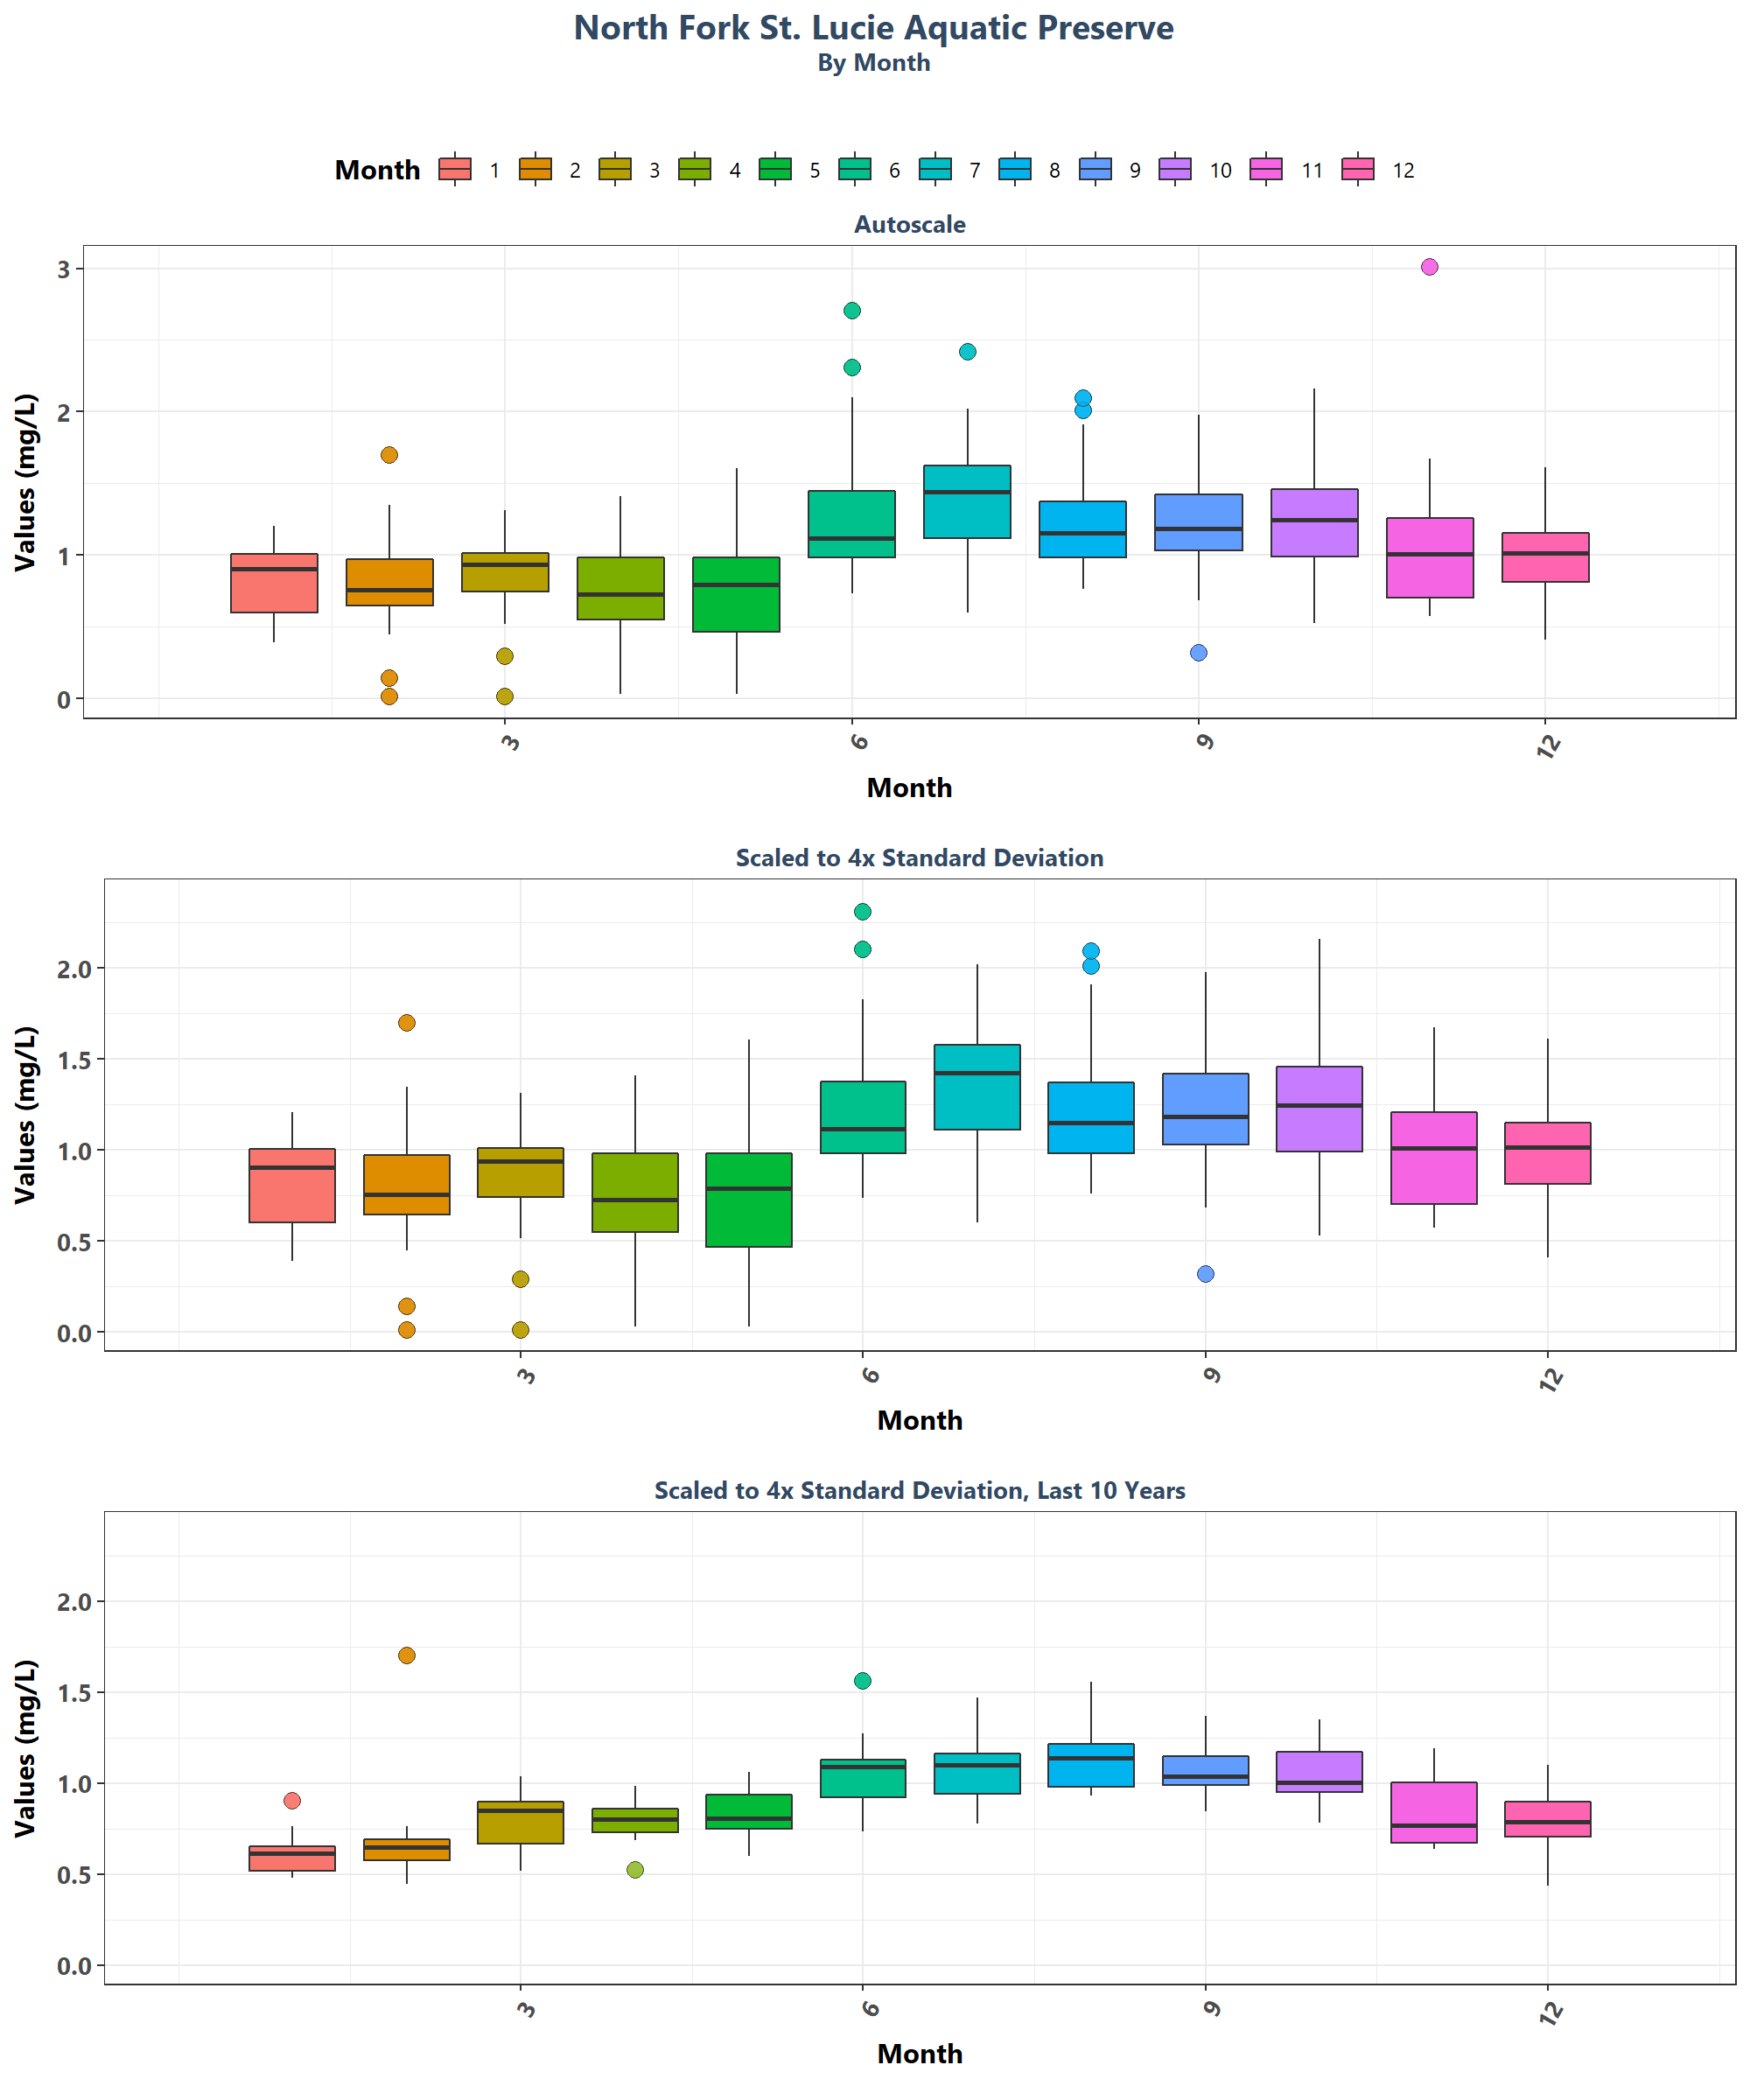 North Fork St. Lucie Aquatic Preserve
By Month
Month 1 2 3 4 5 6 7 8 9 10 11 12
Autoscale
Values (mg/L)
3
2
1
0
3 6 9 12
Month
Scaled to 4x Standard Deviation
Values (mg/L)
2.0
1.5
1.0
0.5
0.0
3 6 9 12
Month
Scaled to 4x Standard Deviation, Last 10 Years
Values (mg/L)
2.0
1.5
1.0
0.5
0.0
3 6 9 12
Month